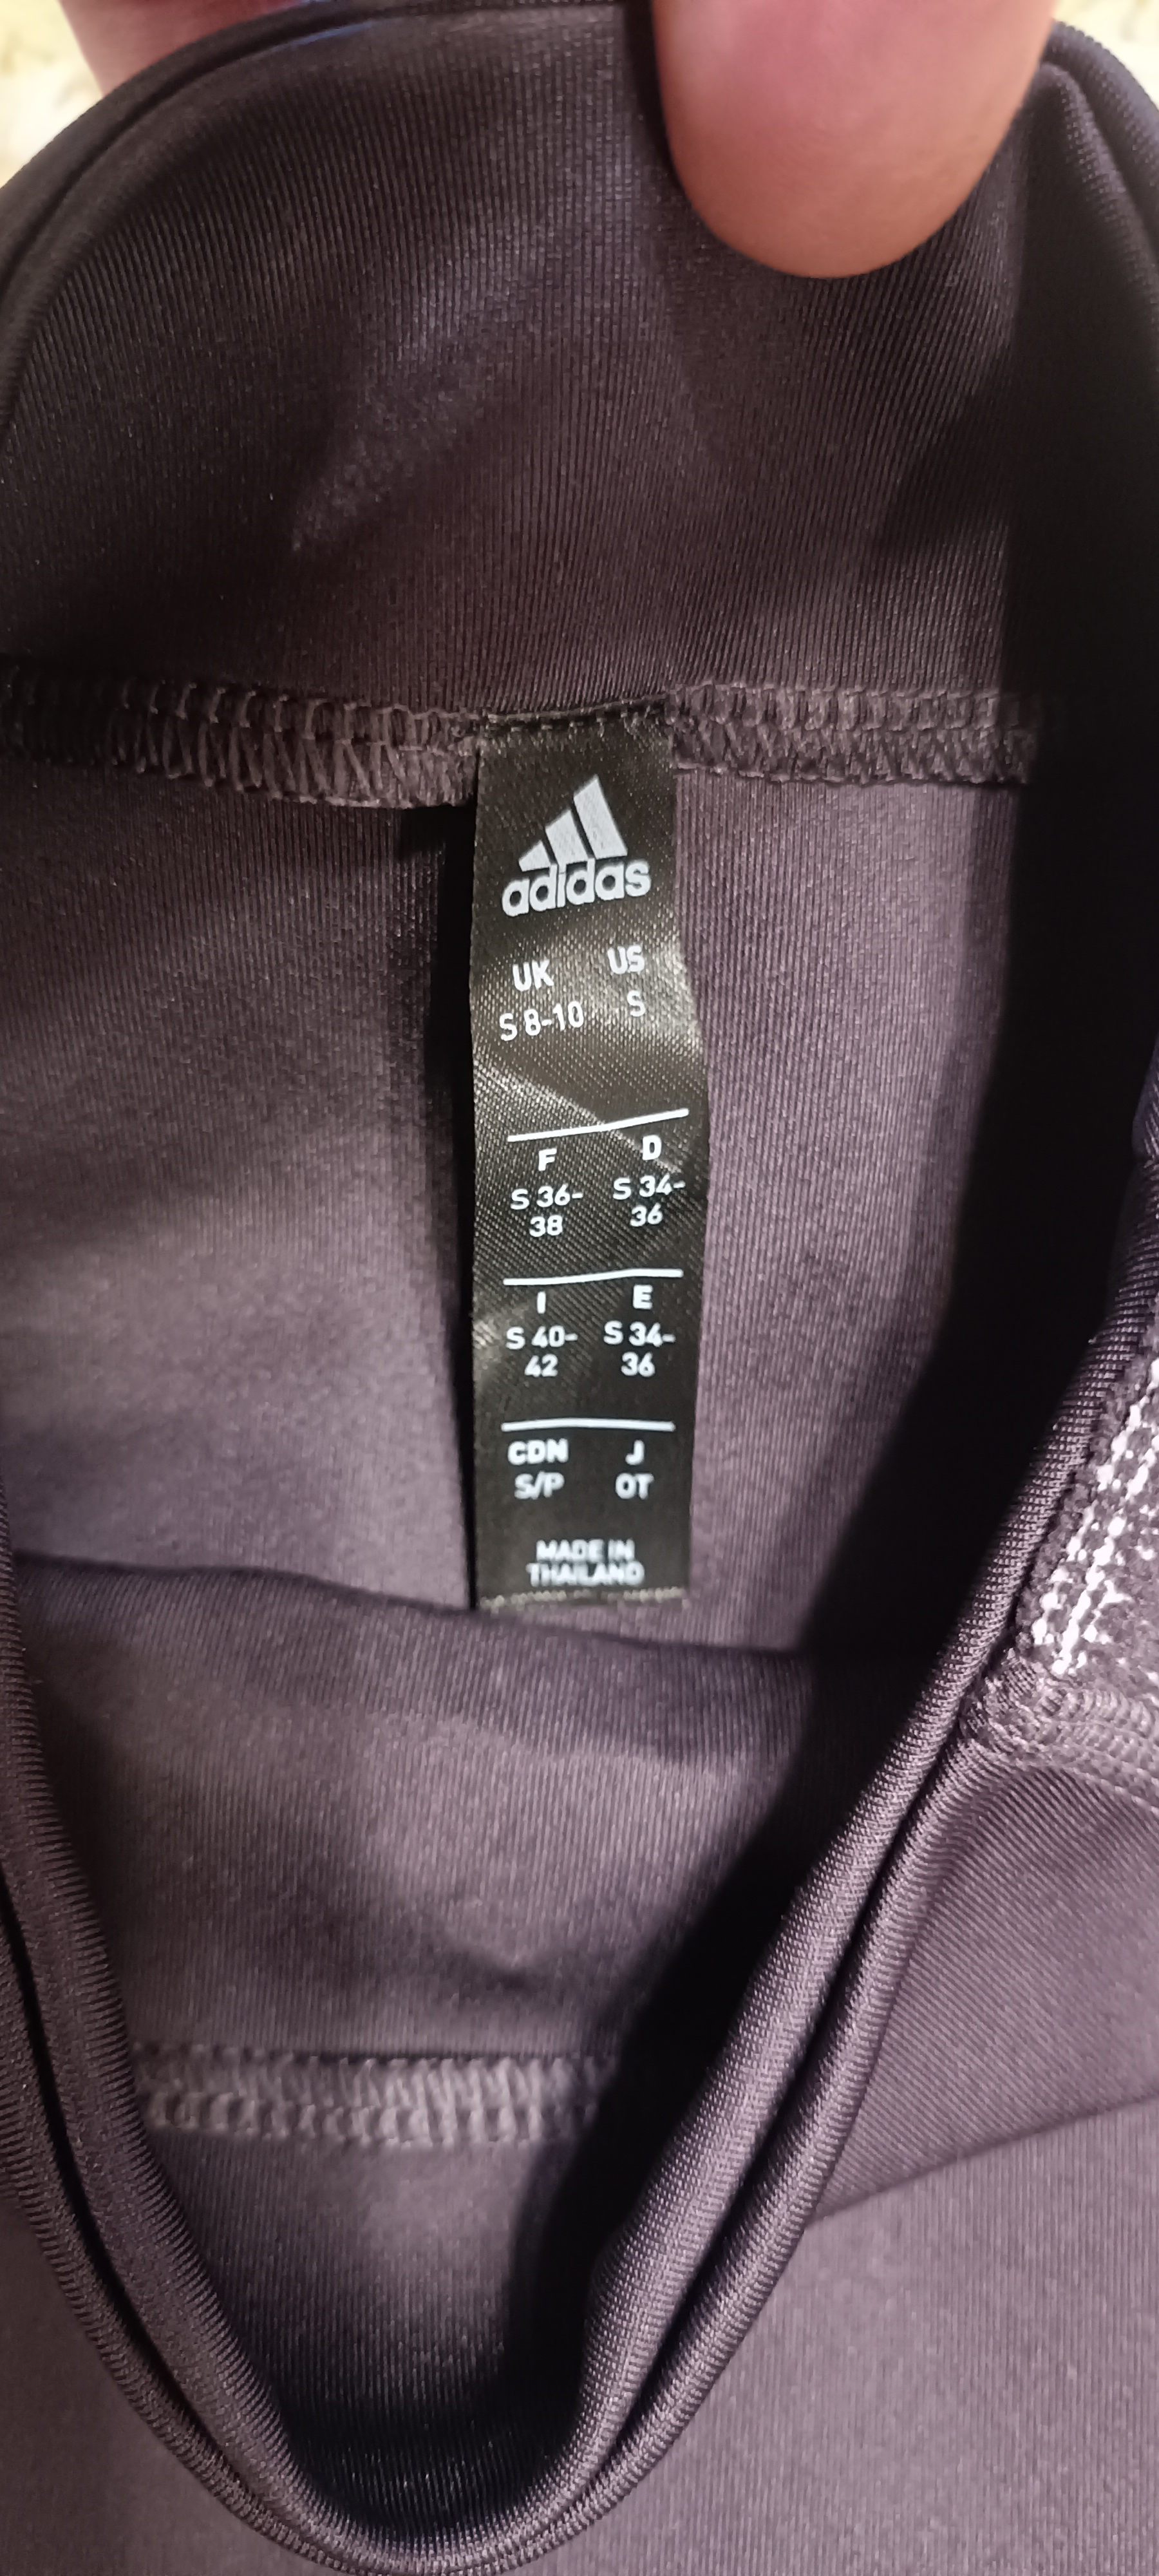 adidas
UK US
S 8-10 S
F D
S 36- S 34-
38 36
I E
S 40- S 34-
42 36
CDN J
S/P OT
MADE IN
THAILAND